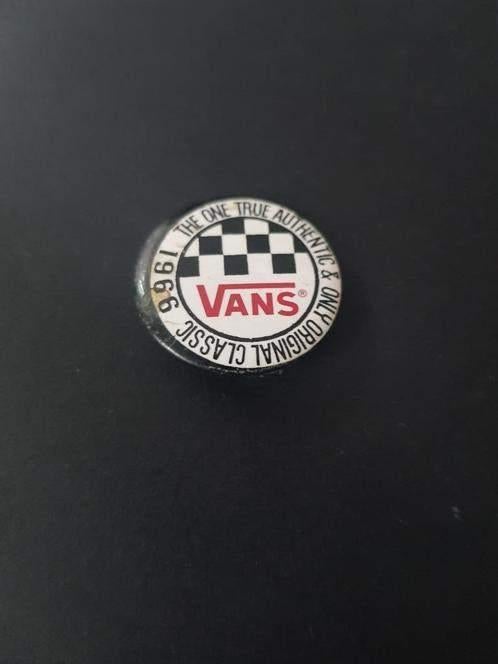 THE ONE TRUE AUTHENTIC & ONLY ORIGINAL CLASSIC 1966
VANS®